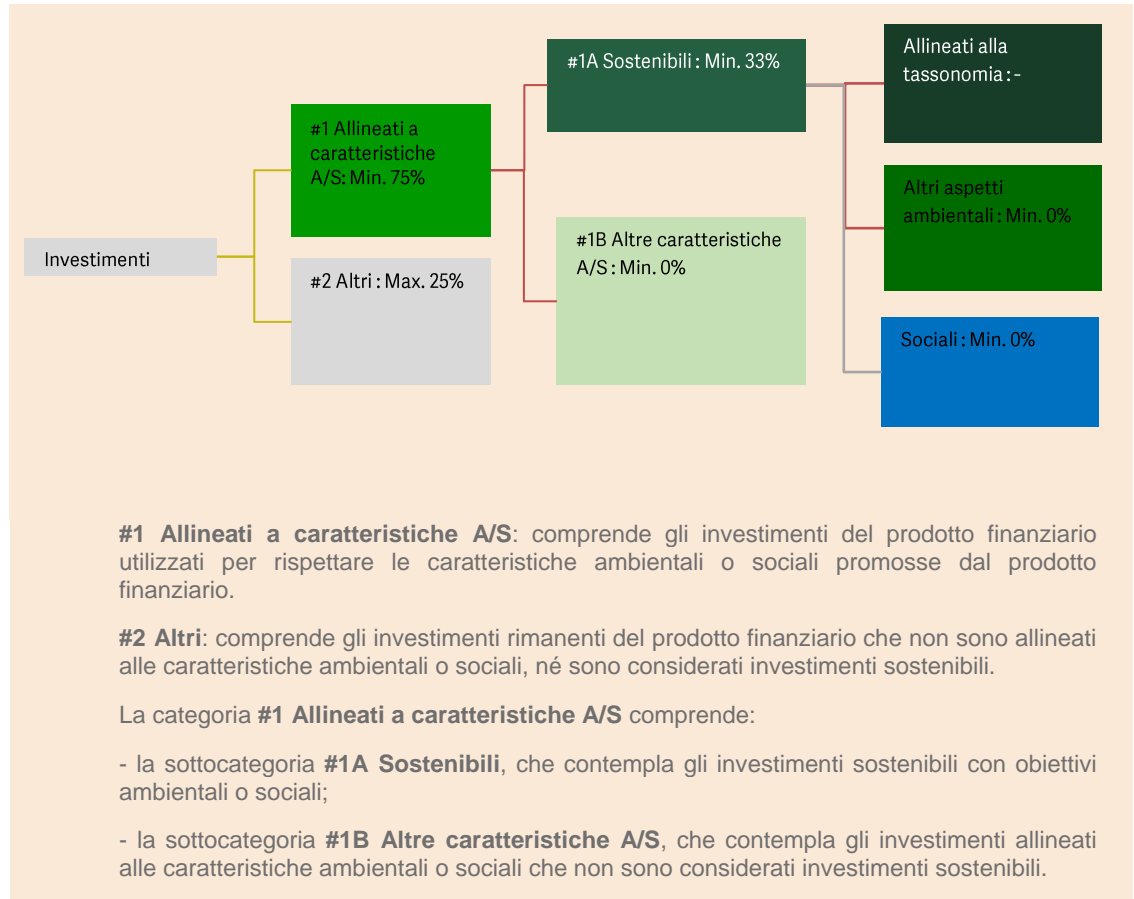 Investimenti
#1 Allineati a
caratteristiche
A/S: Min. 75%
#2 Altri : Max. 25%
#1A Sostenibili : Min. 33%
#1B Altre caratteristiche
A/S : Min. 0%
Allineati alla
tassonomia : -
Altri aspetti
ambientali : Min. 0%
Sociali : Min. 0%
#1 Allineati a caratteristiche A/S: comprende gli investimenti del prodotto finanziario
utilizzati per rispettare le caratteristiche ambientali o sociali promosse dal prodotto
finanziario.
#2 Altri: comprende gli investimenti rimanenti del prodotto finanziario che non sono allineati
alle caratteristiche ambientali o sociali, né sono considerati investimenti sostenibili.
La categoria #1 Allineati a caratteristiche A/S comprende:
- la sottocategoria #1A Sostenibili, che contempla gli investimenti sostenibili con obiettivi
ambientali o sociali;
- la sottocategoria #1B Altre caratteristiche A/S, che contempla gli investimenti allineati
alle caratteristiche ambientali o sociali che non sono considerati investimenti sostenibili.